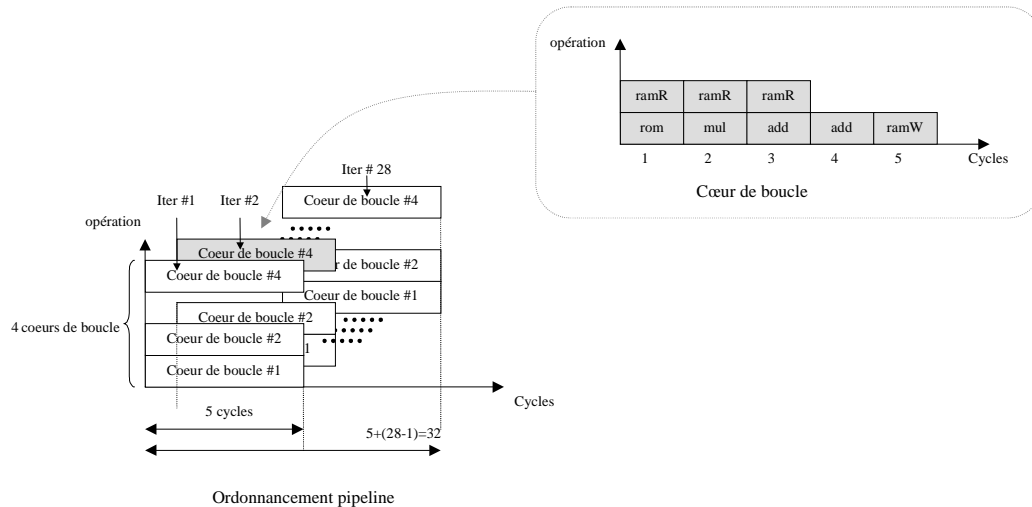 opération
ramR ramR ramR
rom mul add add ramW
1 2 3 4 5 Cycles
Cœur de boucle
Iter # 28
Iter #1 Iter #2
Coeur de boucle #4
opération
Coeur de boucle #4
Coeur de boucle #2
Coeur de boucle #4
Coeur de boucle #1
Coeur de boucle #2
4 coeurs de boucle
Coeur de boucle #2
1
Coeur de boucle #1
Cycles
5 cycles
5+(28-1)=32
Ordonnancement pipeline